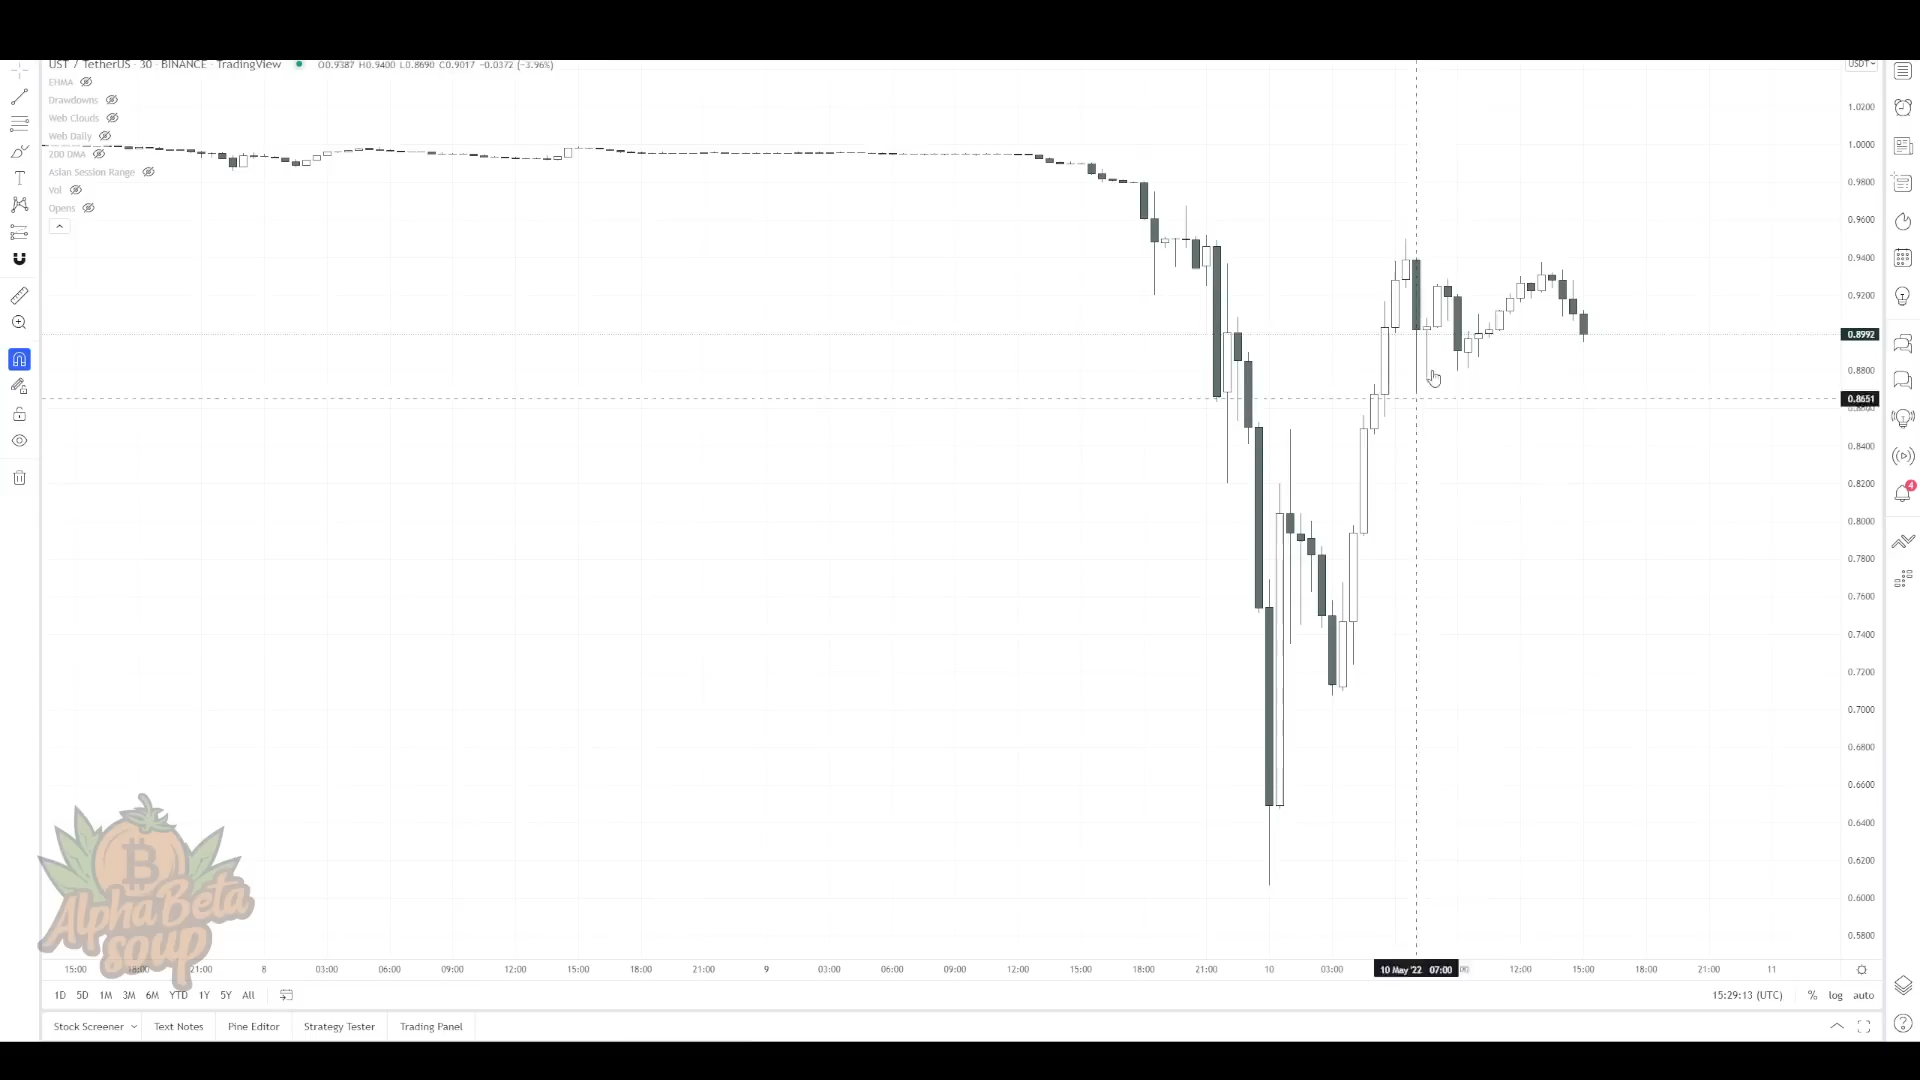 UST / TetherUS · 30 · BINANCE · TradingView O0.9387 H0.9400 L0.8690 C0.9017 −0.0372 (−3.96%)
USDT
EHMA
Drawdowns
Web Clouds
Web Daily
200 DMA
Asian Session Range
Vol
Opens
1.0200
1.0000
0.9800
0.9600
0.9400
0.9200
0.8992
0.8800
0.8651
0.8600
0.8400
0.8200
0.8000
0.7800
0.7600
0.7400
0.7200
0.7000
0.6800
0.6600
0.6400
0.6200
0.6000
0.5800
4
B
AlphaBeta
soup
15:00 18:00 21:00 8 03:00 06:00 09:00 12:00 15:00 18:00 21:00 9 03:00 06:00 09:00 12:00 15:00 18:00 21:00 10 03:00 10 May '22 07:00 12:00 15:00 18:00 21:00 11
1D 5D 1M 3M 6M YTD 1Y 5Y All 15:29:13 (UTC) % log auto
Stock Screener Text Notes Pine Editor Strategy Tester Trading Panel